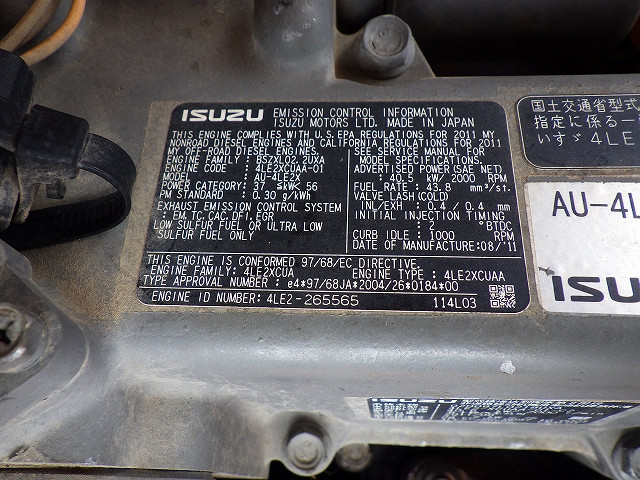 ISUZU EMISSION CONTROL INFORMATION
ISUZU MOTORS LTD. MADE IN JAPAN
THIS ENGINE COMPLIES WITH U.S.EPA REGULATIONS FOR 2011 MY
NONROAD DIESEL ENGINES AND CALIFORNIA REGULATIONS FOR 2011
MY OFF-ROAD DIESEL ENGINES.
ENGINE FAMILY : BSZXL02.2UXA
ENGINE CODE : 4LE2XCUAA-01
MODEL : AU-4LE2X
POWER CATEGORY : 37 ≦kW< 56
PM STANDARD : 0.30 g/kWh
EXHAUST EMISSION CONTROL SYSTEM
: EM,TC,CAC,DFI,EGR
LOW SULFUR FUEL OR ULTRA LOW
SULFUR FUEL ONLY
SEE SERVICE MANUAL FOR
MODEL SPECIFICATIONS.
ADVERTISED POWER(SAE NET)
: 40.5 kW/ 2000 RPM
FUEL RATE : 43.8 mm³/st.
VALVE LASH(COLD)
IN./EXH : 0.4 / 0.4 mm
INITIAL INJECTION TIMING
: 2 °BTDC
CURB IDLE : 1000 RPM
DATE OF MANUFACTURE:08/'11
THIS ENGINE IS CONFORMED 97/68/EC DIRECTIVE.
ENGINE FAMILY: 4LE2XCUA ENGINE TYPE : 4LE2XCUAA
TYPE APPROVAL NUMBER : e4*97/68JA*2004/26*0184*00
ENGINE ID NUMBER: 4LE2-265565 114L03
国土交通省型式
指定に係る一
いすゞ 4LE
AU-4L
ISU
ISUZU